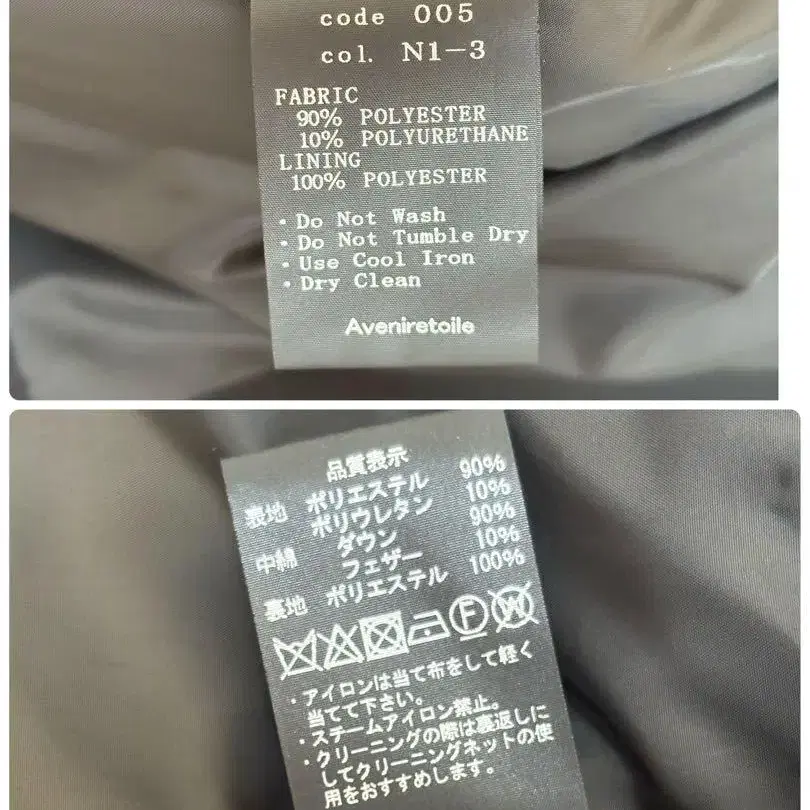 code 005
col. N1-3
FABRIC
90% POLYESTER
10% POLYURETHANE
LINING
100% POLYESTER
・Do Not Wash
・Do Not Tumble Dry
・Use Cool Iron
・Dry Clean
Aveniretoile
品質表示
表地 ポリエステル 90%
ポリウレタン 10%
中綿 ダウン 90%
フェザー 10%
裏地 ポリエステル 100%
F W
・アイロンは当て布をして軽く
当てて下さい。
・スチームアイロン禁止。
・クリーニングの際は裏返しに
してクリーニングネットの使
用をおすすめします。